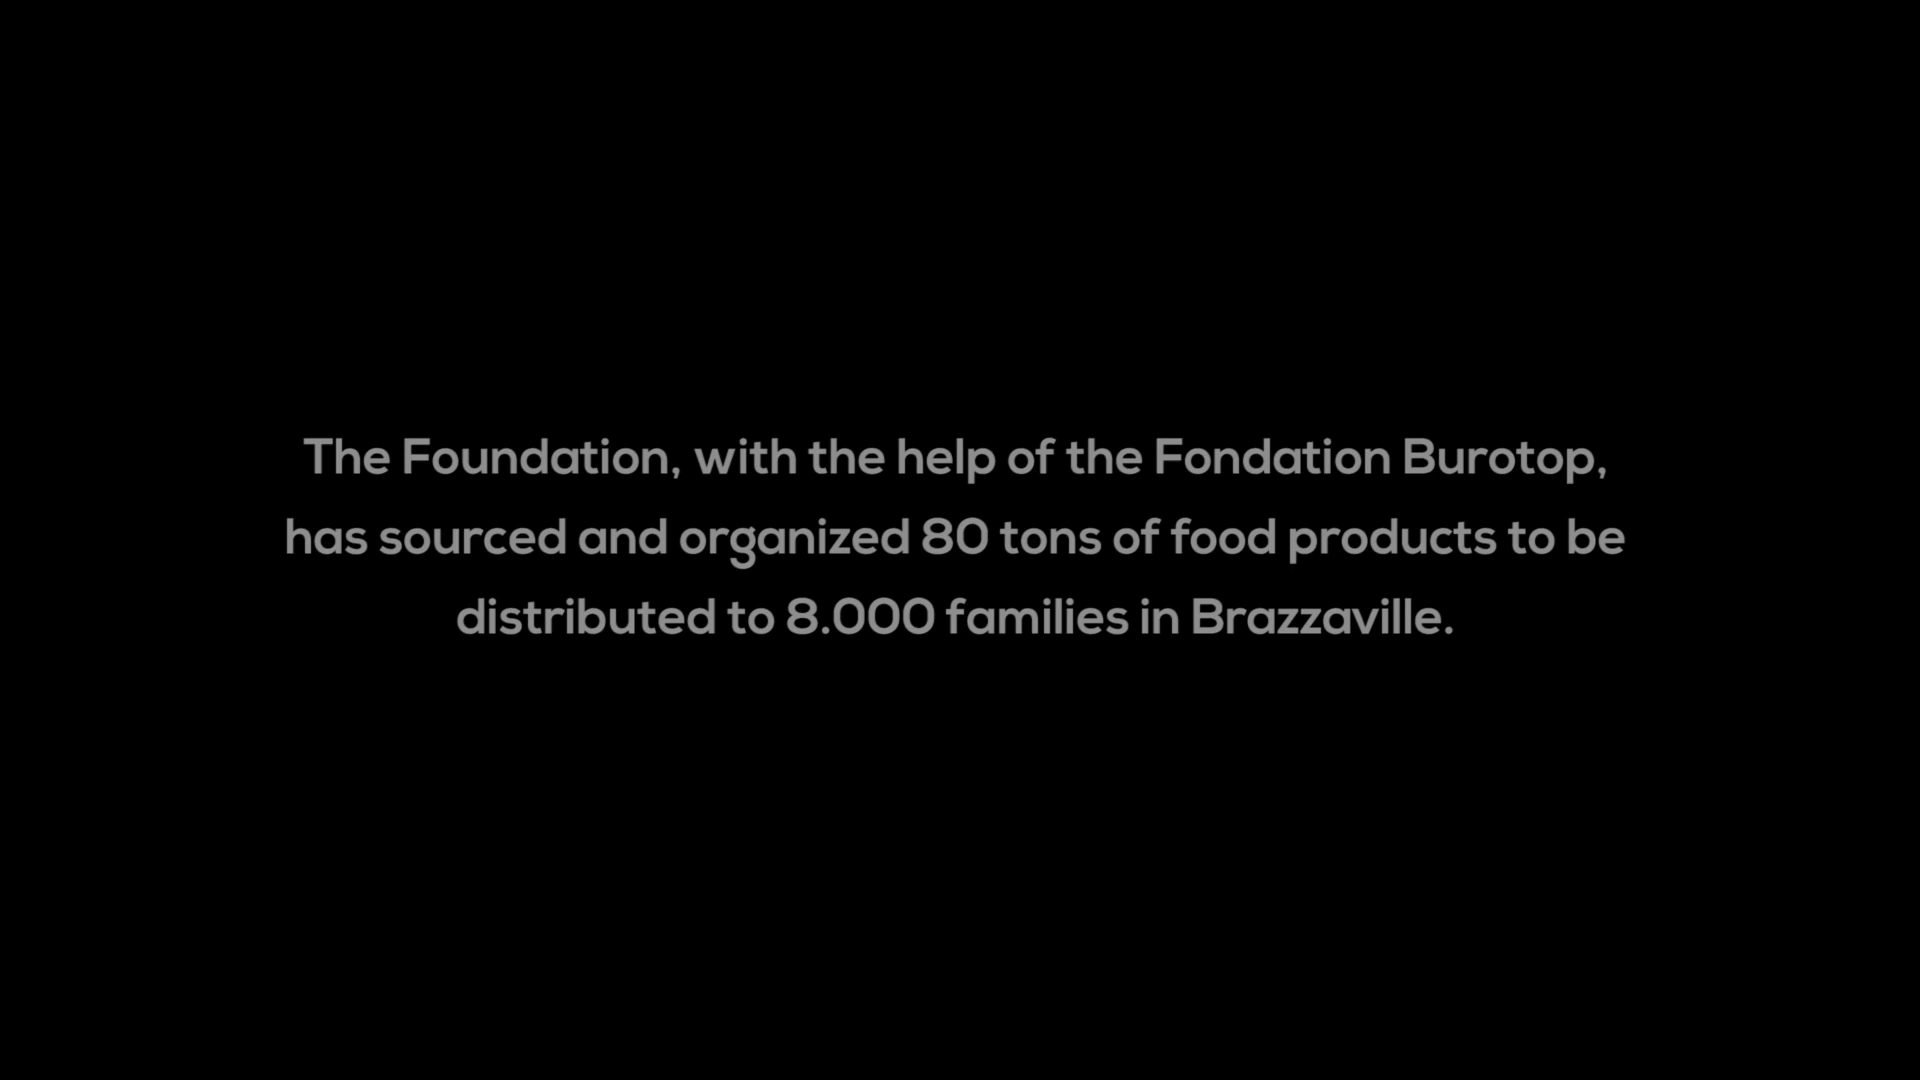 The Foundation, with the help of the Fondation Burotop,
has sourced and organized 80 tons of food products to be
distributed to 8.000 families in Brazzaville.